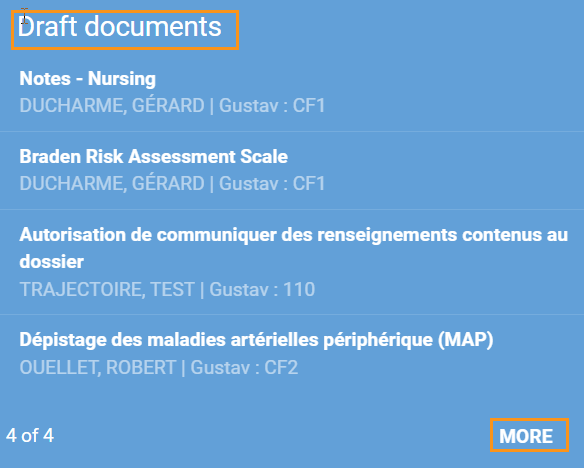 Draft documents
Notes - Nursing
DUCHARME, GÉRARD | Gustav : CF1
Braden Risk Assessment Scale
DUCHARME, GÉRARD | Gustav : CF1
Autorisation de communiquer des renseignements contenus au
dossier
TRAJECTOIRE, TEST | Gustav : 110
Dépistage des maladies artérielles périphérique (MAP)
OUELLET, ROBERT | Gustav : CF2
4 of 4
MORE